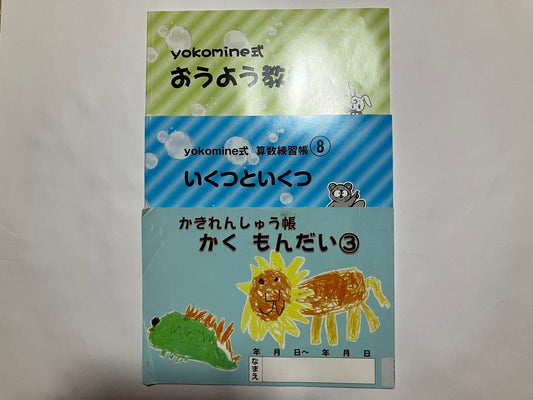 yokomine式
おうよう教
yokomine式 算数練習帳⑧
いくつといくつ
かきれんしゅう帳
かく もんだい③
年 月 日～ 年 月 日
なまえ